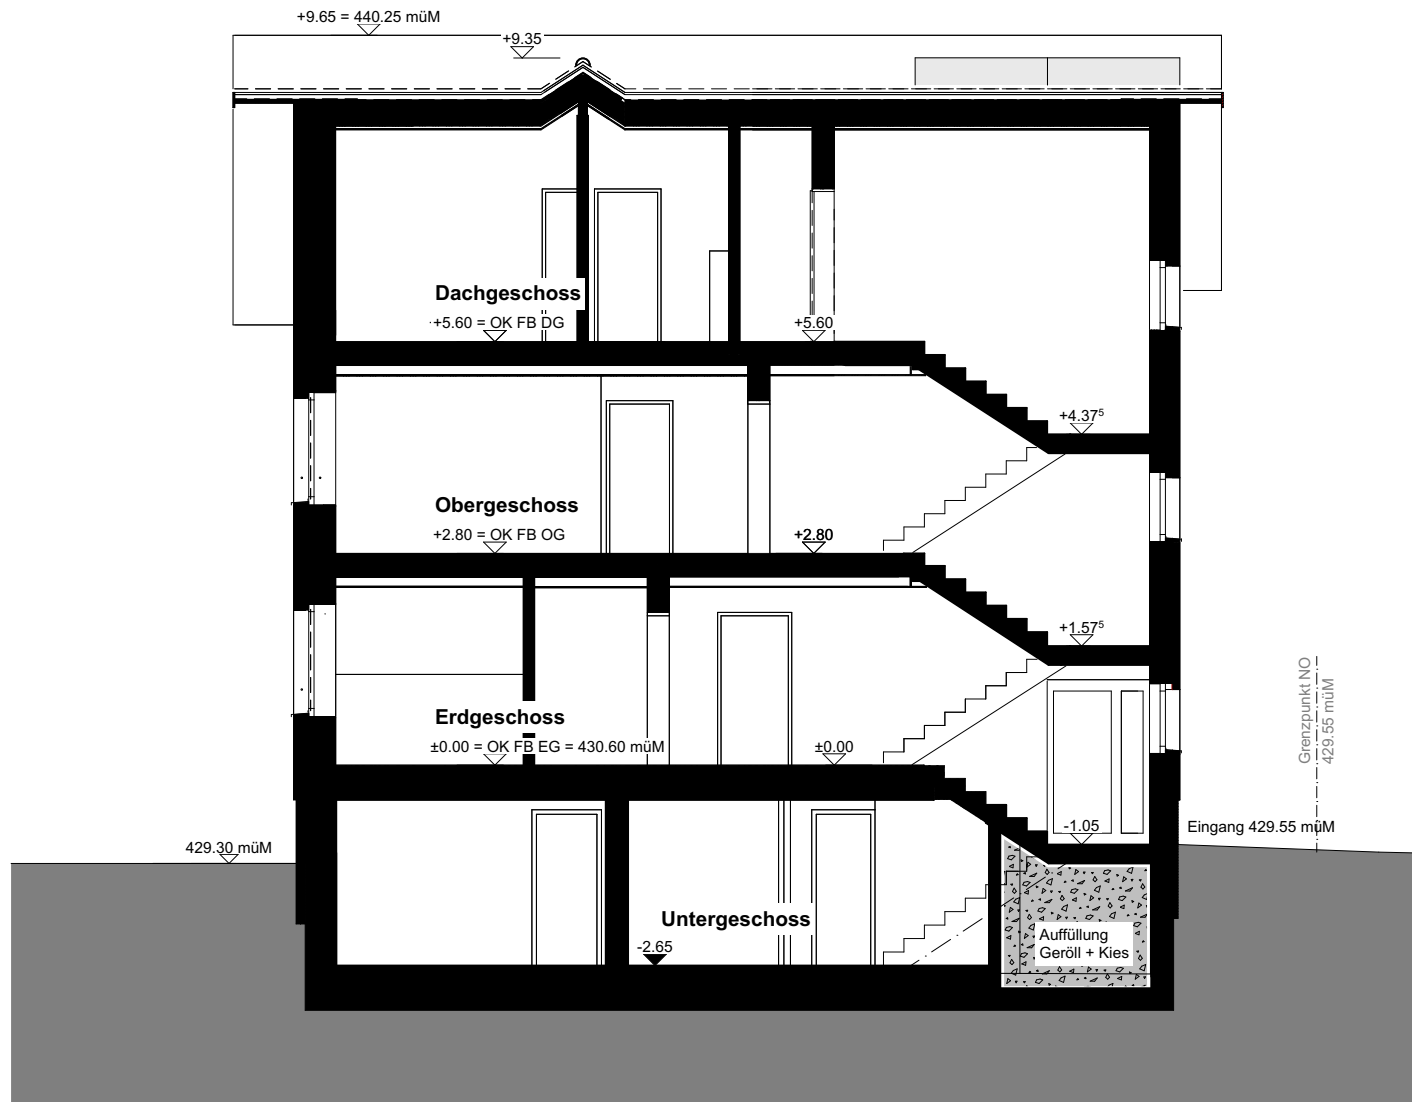 +9.65 = 440.25 müM
+9.35
Dachgeschoss
+5.60 = OK FB DG
+5.60
+4.37⁵
Obergeschoss
+2.80 = OK FB OG
+2.80
+1.57⁵
Grenzpunkt NO
429.55 müM
Erdgeschoss
±0.00 = OK FB EG = 430.60 müM
±0.00
-1.05
Eingang 429.55 müM
429.30 müM
Untergeschoss
-2.65
Auffüllung
Geröll + Kies